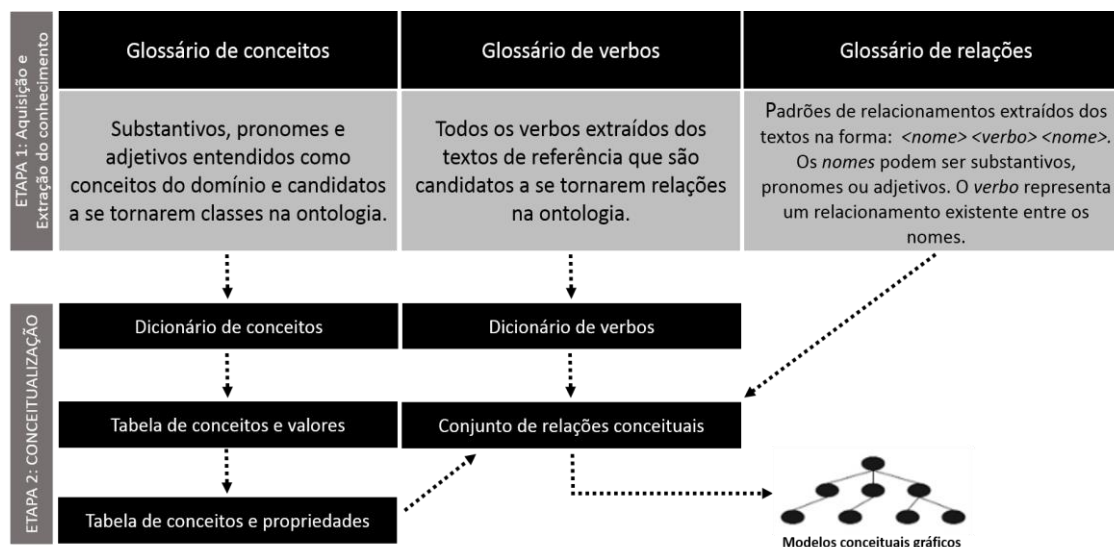 ETAPA 1: Aquisição e
Extração do conhecimento
Glossário de conceitos
Glossário de verbos
Glossário de relações
Substantivos, pronomes e
adjetivos entendidos como
conceitos do domínio e candidatos
a se tornarem classes na ontologia.
Todos os verbos extraídos dos
textos de referência que são
candidatos a se tornarem relações
na ontologia.
Padrões de relacionamentos extraídos dos
textos na forma: <nome> <verbo> <nome>.
Os nomes podem ser substantivos,
pronomes ou adjetivos. O verbo representa
um relacionamento existente entre os
nomes.
ETAPA 2: CONCEITUALIZAÇÃO
Dicionário de conceitos
Dicionário de verbos
Tabela de conceitos e valores
Conjunto de relações conceituais
Tabela de conceitos e propriedades
Modelos conceituais gráficos